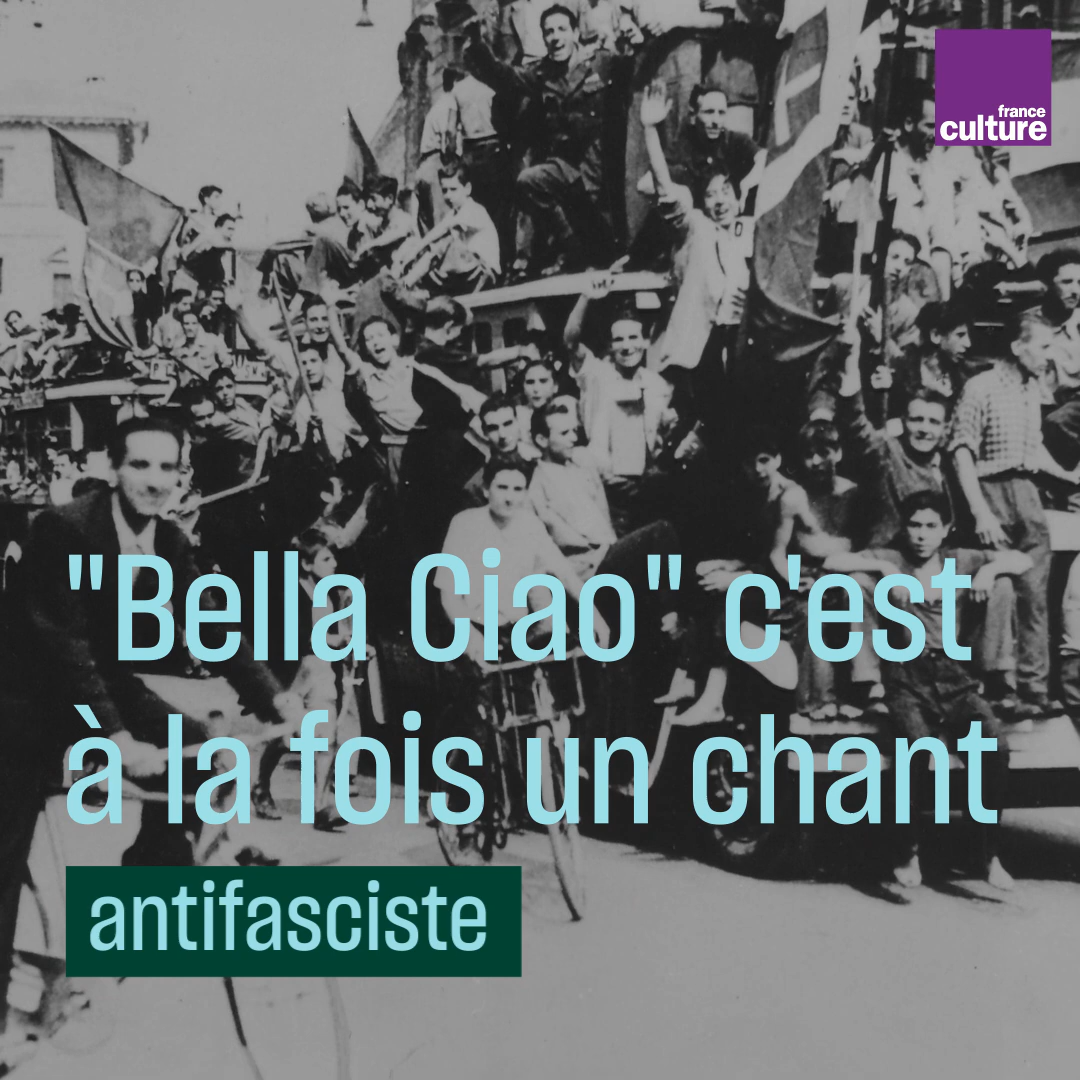 france
culture
"Bella Ciao" c'est
à la fois un chant
antifasciste